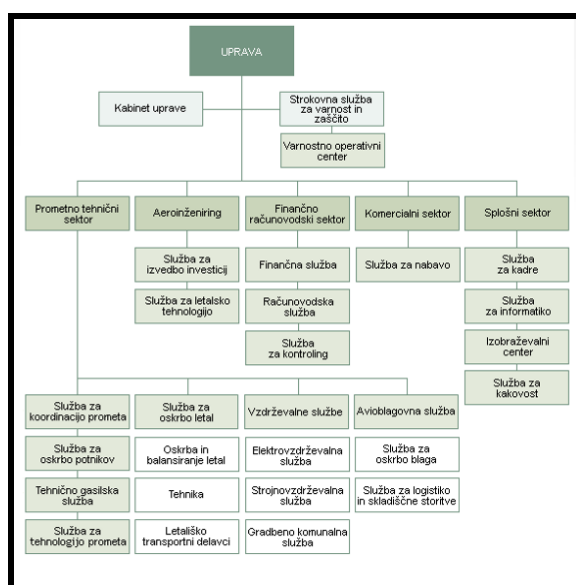 UPRAVA
Kabinet uprave
Strokovna služba
za varnost in
zaščito
Varnostno operativni
center
Prometno tehnični
sektor
Aeroinženiring
Finančno
računovodski sektor
Komercialni sektor
Splošni sektor
Služba za
izvedbo investicij
Finančna služba
Služba za nabavo
Služba
za kadre
Služba za letalsko
tehnologijo
Računovodska
služba
Služba
za informatiko
Služba
za kontroling
Izobraževalni
center
Služba za
kakovost
Služba za
koordinacijo prometa
Služba za
oskrbo letal
Vzdrževalne službe
Avioblagovna služba
Služba za
oskrbo potnikov
Oskrba in
balansiranje letal
Elektrovzdrževalna
služba
Služba za
oskrbo blaga
Tehnično gasilska
služba
Tehnika
Strojnovzdrževalna
služba
Služba za logistiko
in skladiščne storitve
Služba za
tehnologijo prometa
Letališko
transportni delavci
Gradbeno komunalna
služba